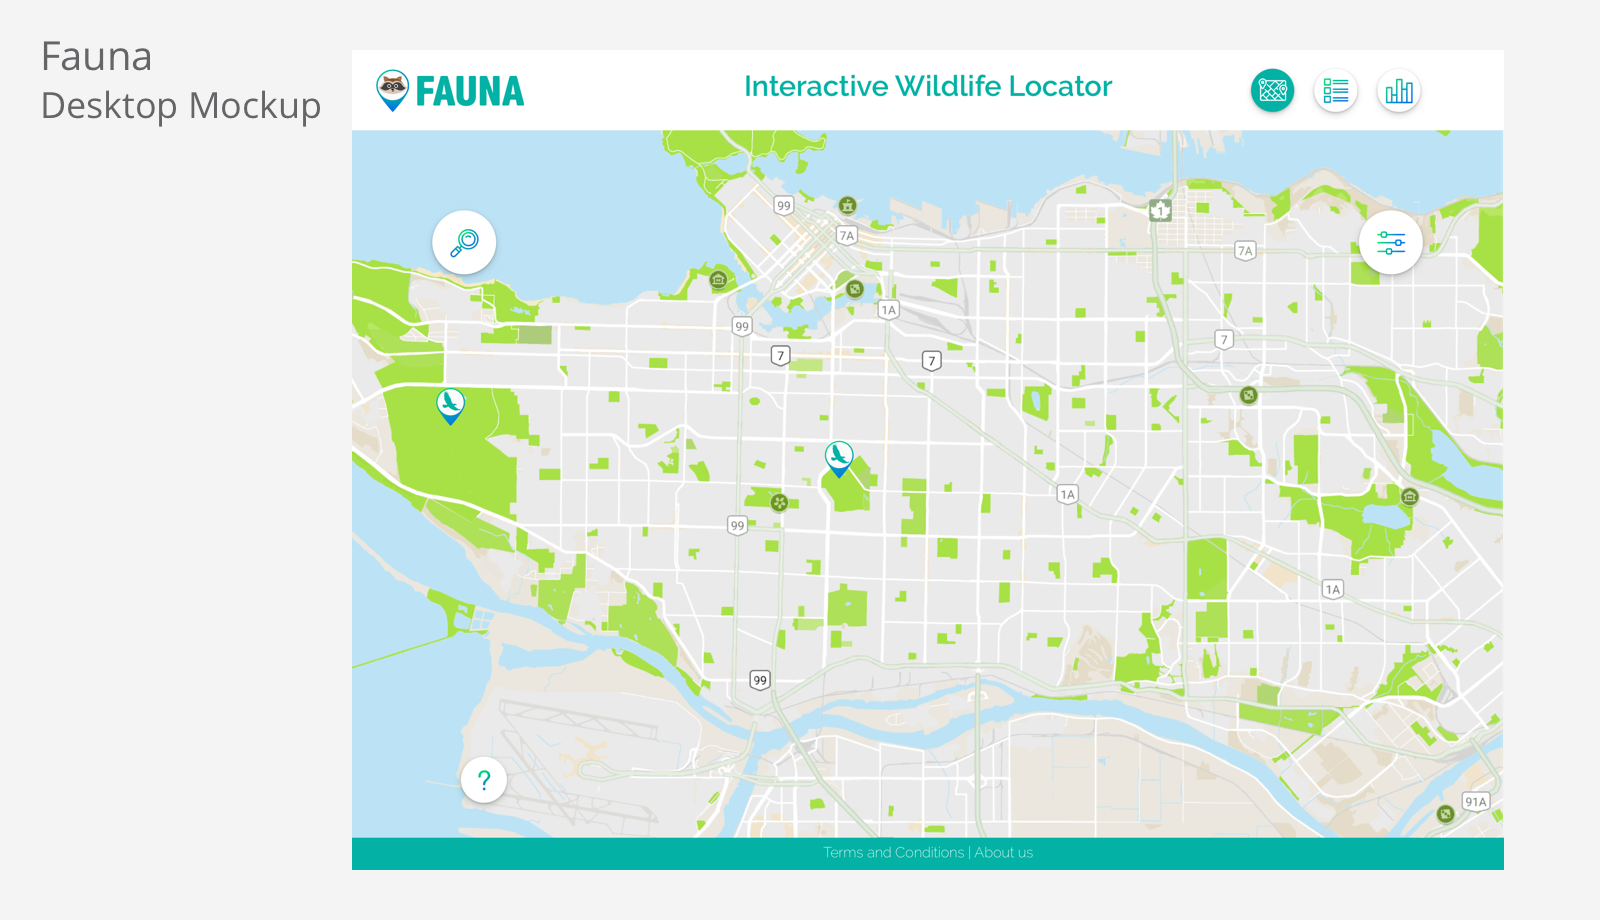 Fauna
Desktop Mockup
FAUNA
Interactive Wildlife Locator
99
7A
1
7A
1A
99
7
7
7
1A
99
1A
99
?
91A
Terms and Conditions | About us